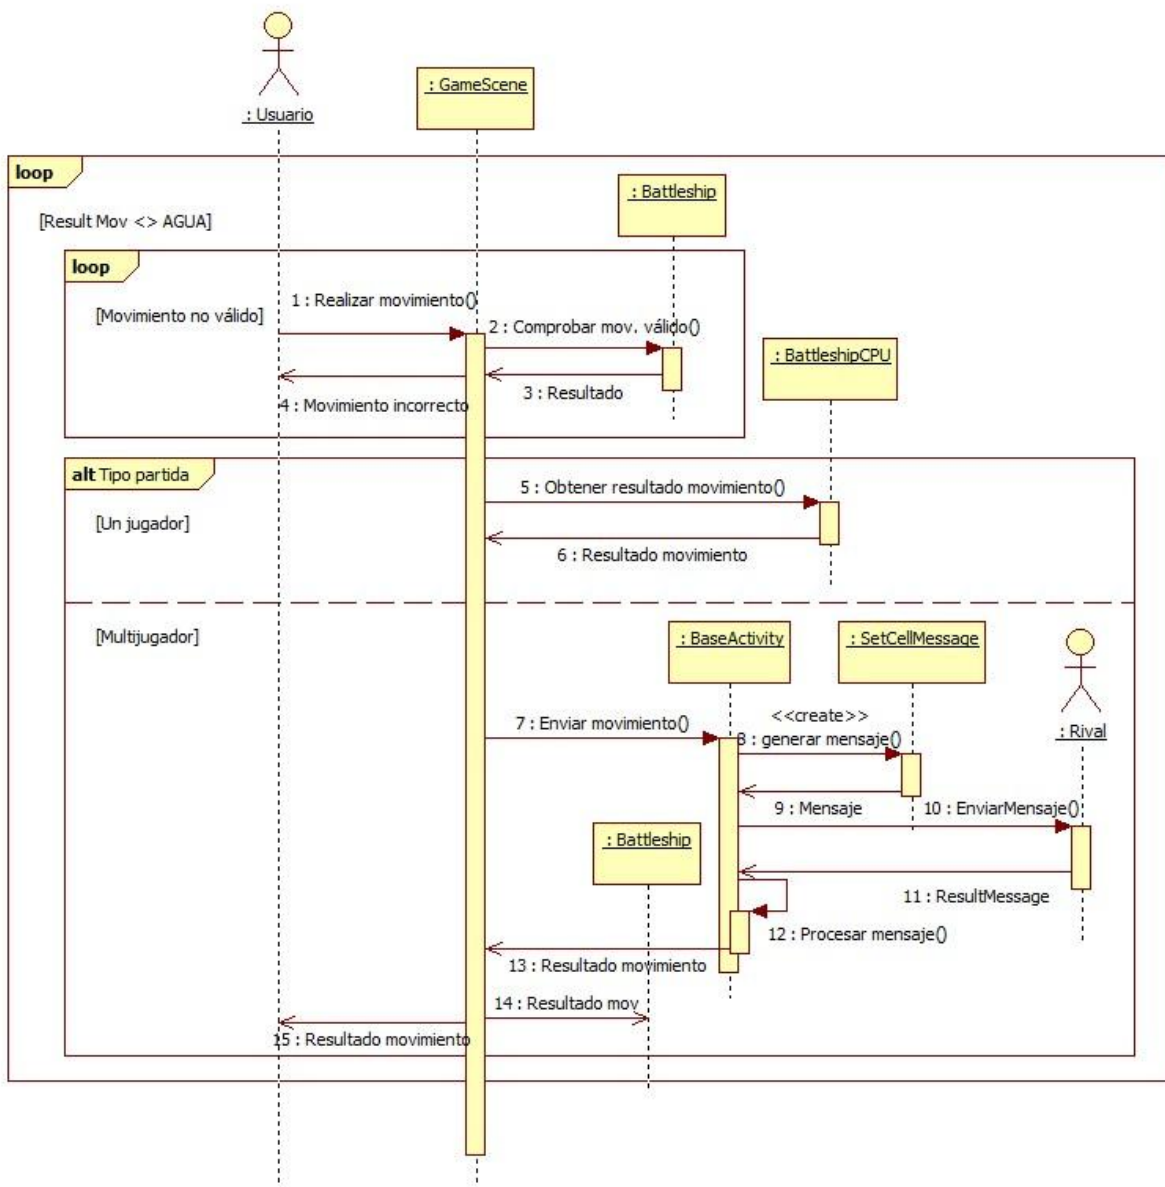 : Usuario
: GameScene
loop
[Result Mov <> AGUA]
: Battleship
loop
[Movimiento no válido]
1 : Realizar movimiento()
2 : Comprobar mov. válido()
3 : Resultado
4 : Movimiento incorrecto
: BattleshipCPU
alt Tipo partida
[Un jugador]
5 : Obtener resultado movimiento()
6 : Resultado movimiento
[Multijugador]
: BaseActivity
: SetCellMessage
: Rival
7 : Enviar movimiento()
<<create>>
8 : generar mensaje()
9 : Mensaje
10 : EnviarMensaje()
: Battleship
11 : ResultMessage
12 : Procesar mensaje()
13 : Resultado movimiento
14 : Resultado mov
15 : Resultado movimiento